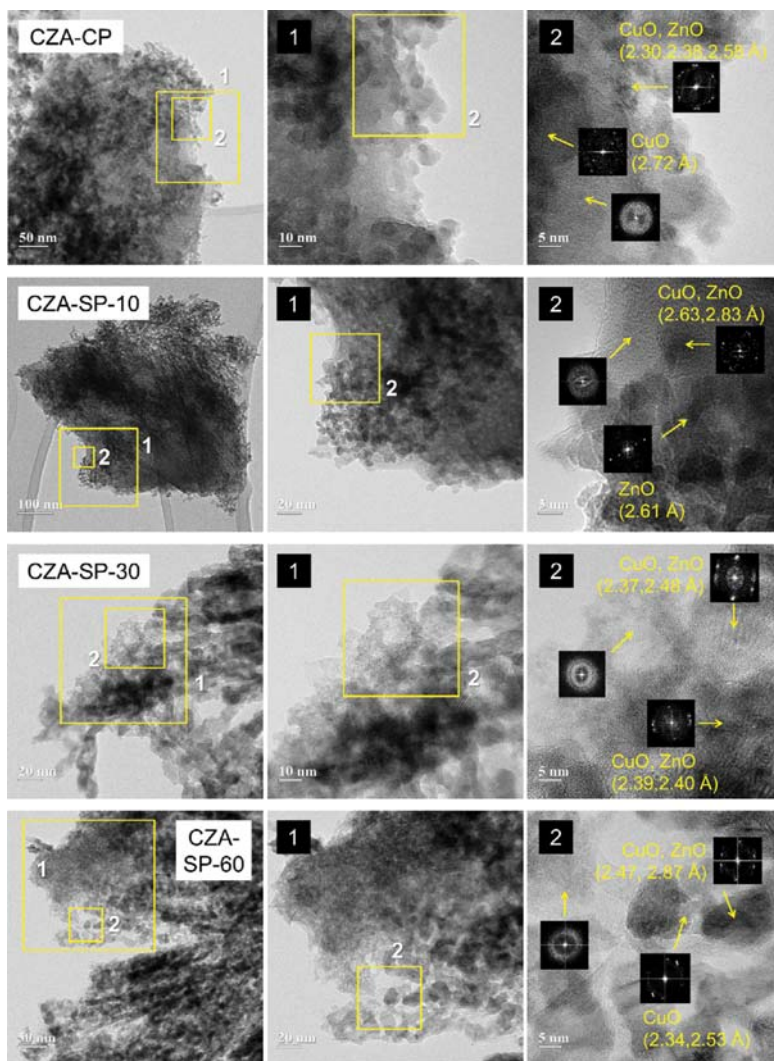 CZA-CP
1
2
50 nm
1
2
10 nm
2
CuO, ZnO
(2.30,2.38,2.58 Å)
CuO
(2.72 Å)
5 nm
CZA-SP-10
1
2
100 nm
1
2
20 nm
2
CuO, ZnO
(2.63,2.83 Å)
ZnO
(2.61 Å)
5 nm
CZA-SP-30
2
1
20 nm
1
2
10 nm
2
CuO, ZnO
(2.37,2.48 Å)
CuO, ZnO
(2.39,2.40 Å)
5 nm
CZA-
SP-60
1
2
50 nm
1
2
20 nm
2
CuO, ZnO
(2.47, 2.87 Å)
CuO
(2.34,2.53 Å)
5 nm